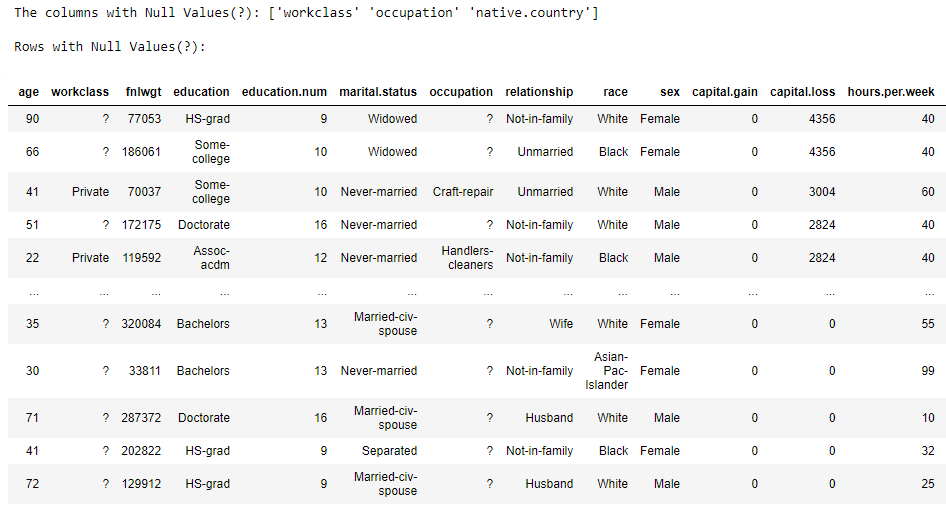 The columns with Null Values(?): ['workclass' 'occupation' 'native.country']
Rows with Null Values(?):
age workclass fnlwgt education education.num marital.status occupation relationship race sex capital.gain capital.loss hours.per.week
90 ? 77053 HS-grad 9 Widowed ? Not-in-family White Female 0 4356 40
66 ? 186061 Some-college 10 Widowed ? Unmarried Black Female 0 4356 40
41 Private 70037 Some-college 10 Never-married Craft-repair Unmarried White Male 0 3004 60
51 ? 172175 Doctorate 16 Never-married ? Not-in-family White Male 0 2824 40
22 Private 119592 Assoc-acdm 12 Never-married Handlers-cleaners Not-in-family Black Male 0 2824 40
... ... ... ... ... ... ... ... ... ... ... ... ...
35 ? 320084 Bachelors 13 Married-civ-spouse ? Wife White Female 0 0 55
30 ? 33811 Bachelors 13 Never-married ? Not-in-family Asian-Pac-Islander Female 0 0 99
71 ? 287372 Doctorate 16 Married-civ-spouse ? Husband White Male 0 0 10
41 ? 202822 HS-grad 9 Separated ? Not-in-family Black Female 0 0 32
72 ? 129912 HS-grad 9 Married-civ-spouse ? Husband White Male 0 0 25